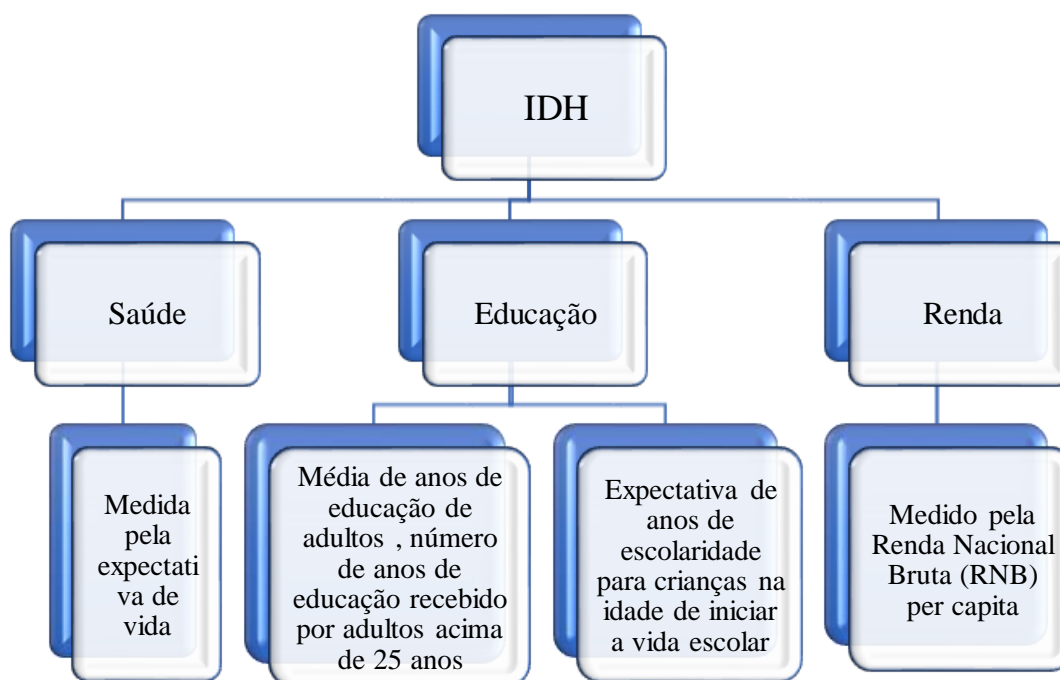 IDH
Saúde
Educação
Renda
Medida
pela
expectati
va de
vida
Média de anos de
educação de
adultos , número
de anos de
educação recebido
por adultos acima
de 25 anos
Expectativa de
anos de
escolaridade
para crianças na
idade de iniciar
a vida escolar
Medido pela
Renda Nacional
Bruta (RNB)
per capita